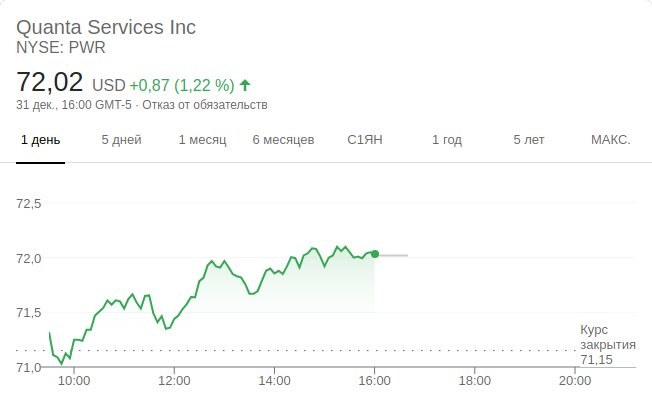 Quanta Services Inc
NYSE: PWR
72,02 USD +0,87 (1,22 %)
31 дек., 16:00 GMT-5 · Отказ от обязательств
1 день 5 дней 1 месяц 6 месяцев С1ЯН 1 год 5 лет МАКС.
72,5
72,0
71,5
Курс
закрытия
71,15
71,0
10:00 12:00 14:00 16:00 18:00 20:00